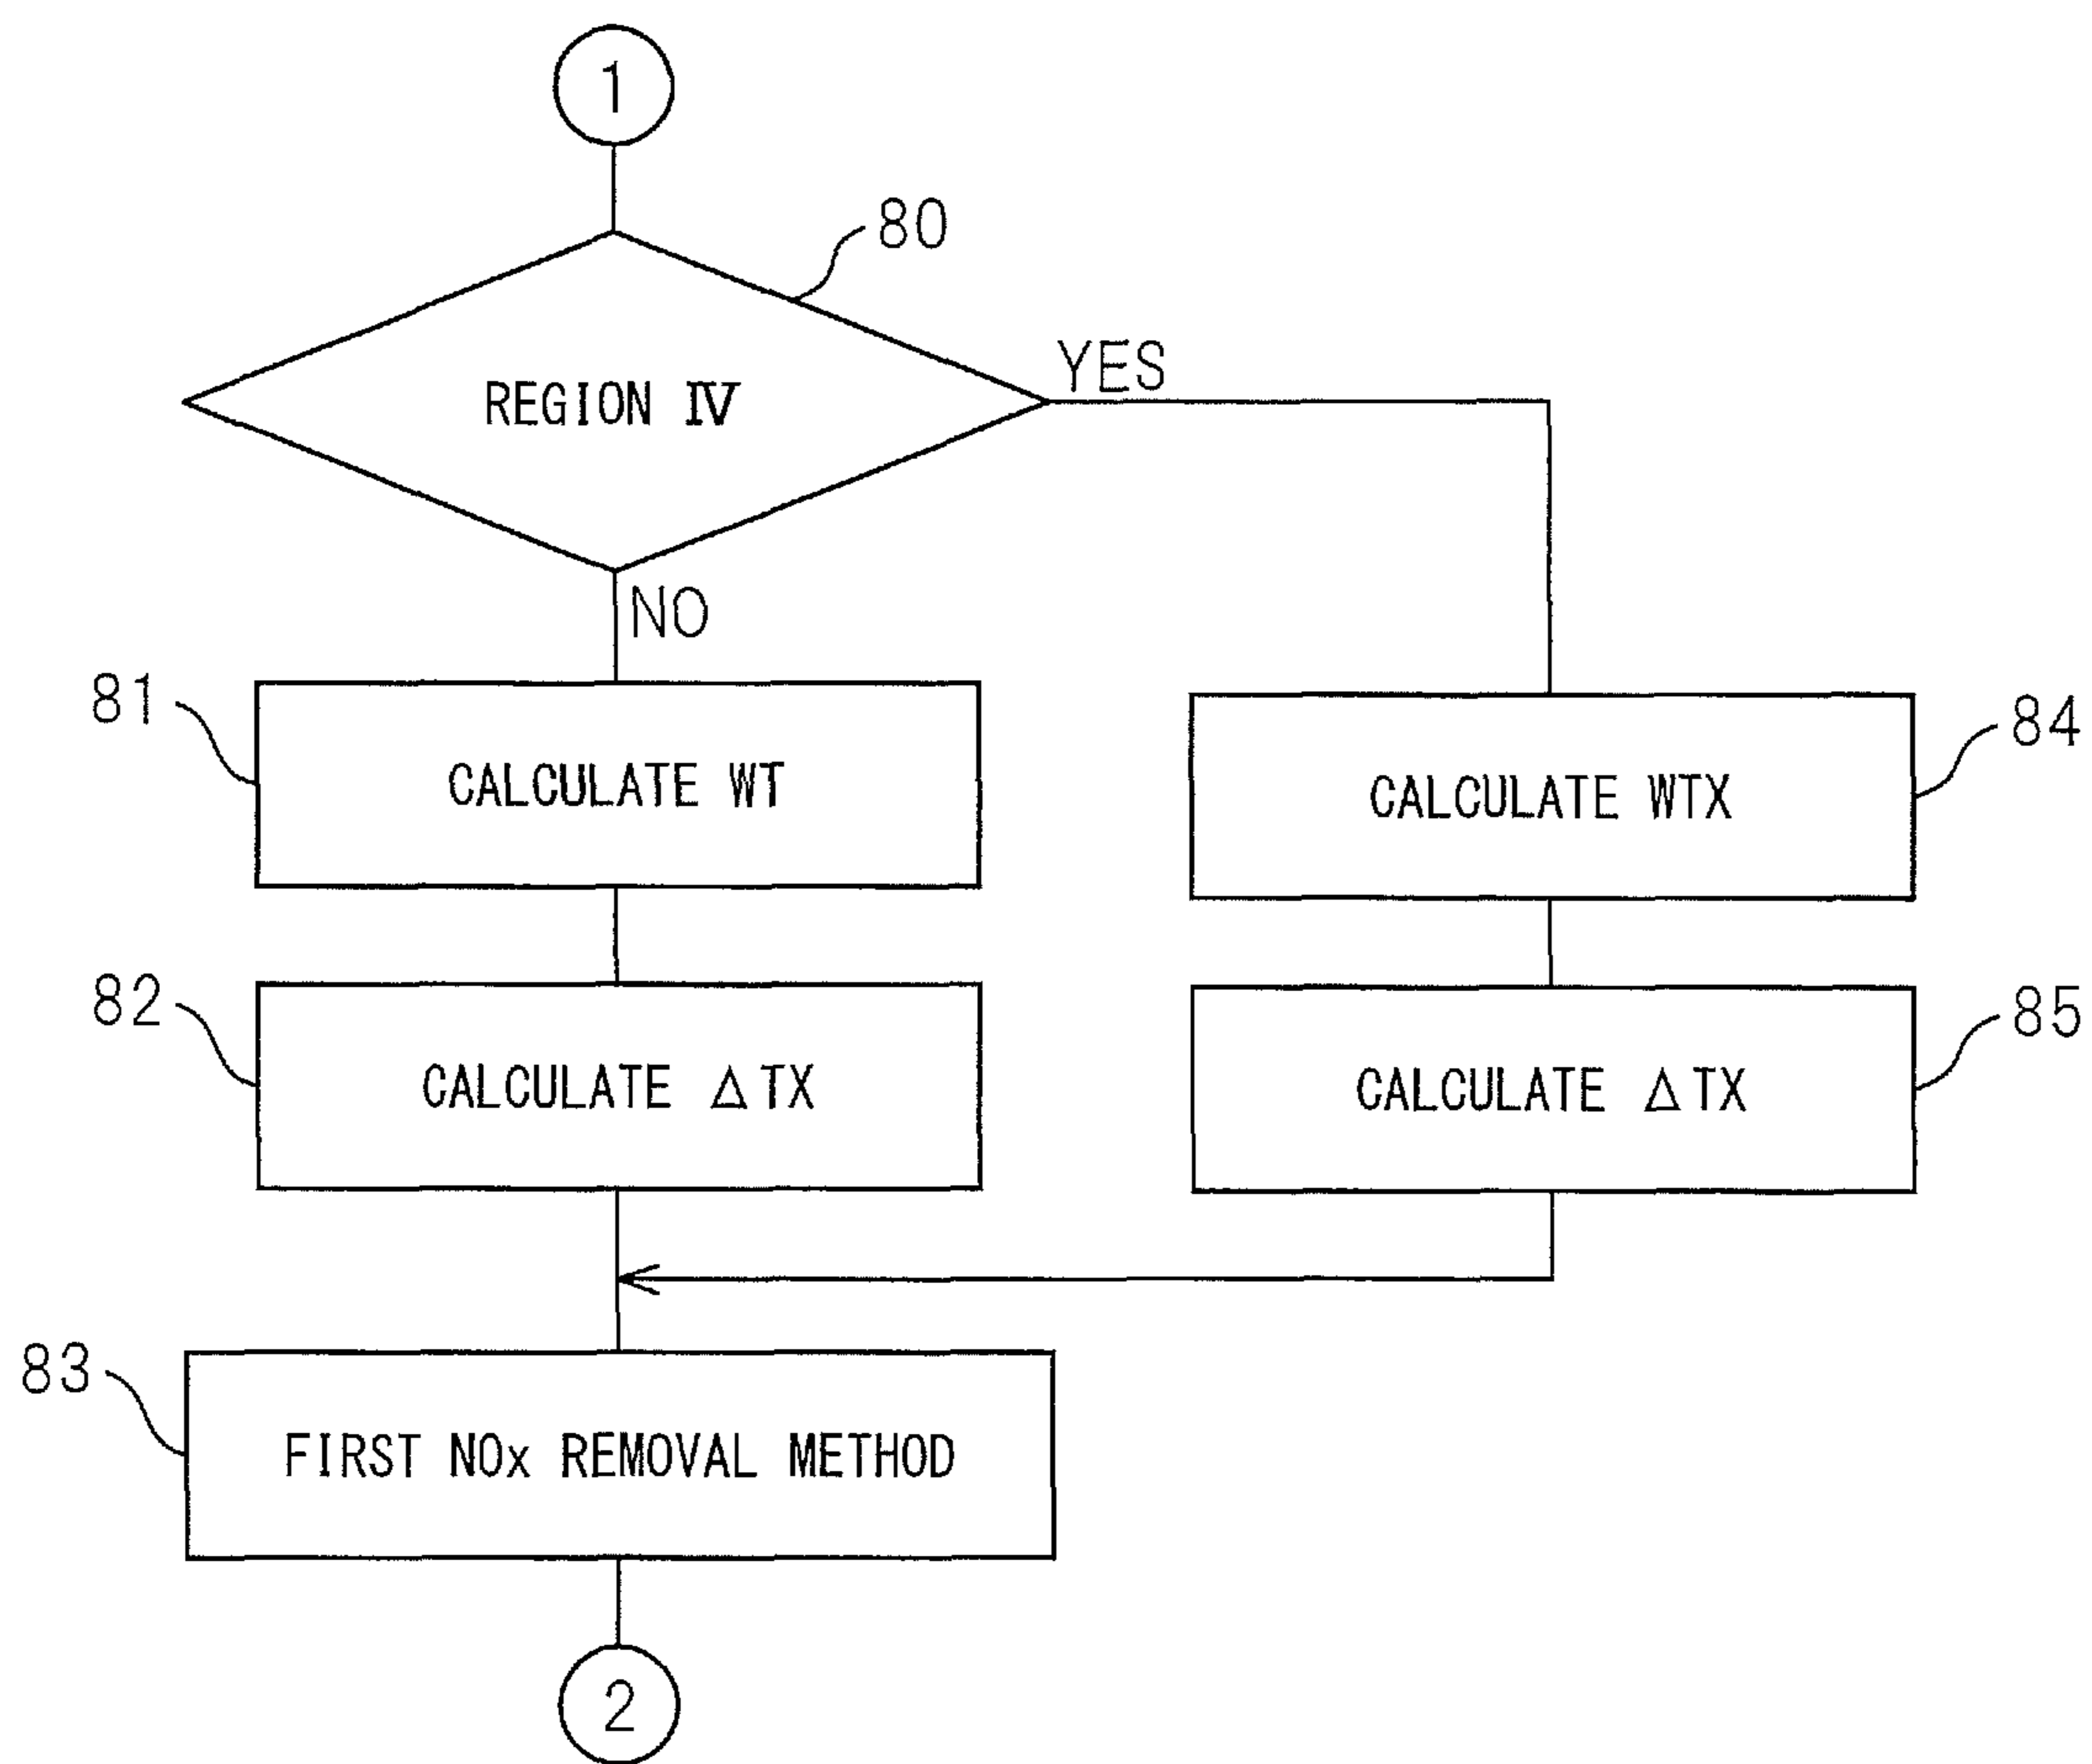 1
80
YES
REGION Ⅳ
NO
81
CALCULATE WT
84
CALCULATE WTX
82
CALCULATE ΔTX
85
CALCULATE ΔTX
83
FIRST NOx REMOVAL METHOD
2